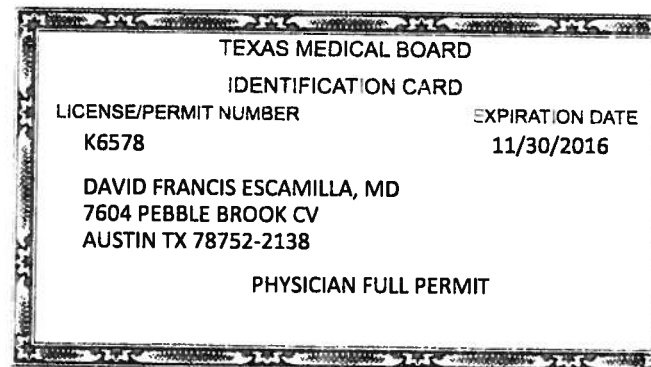 TEXAS MEDICAL BOARD
IDENTIFICATION CARD
LICENSE/PERMIT NUMBER EXPIRATION DATE
K6578 11/30/2016
DAVID FRANCIS ESCAMILLA, MD
7604 PEBBLE BROOK CV
AUSTIN TX 78752-2138
PHYSICIAN FULL PERMIT